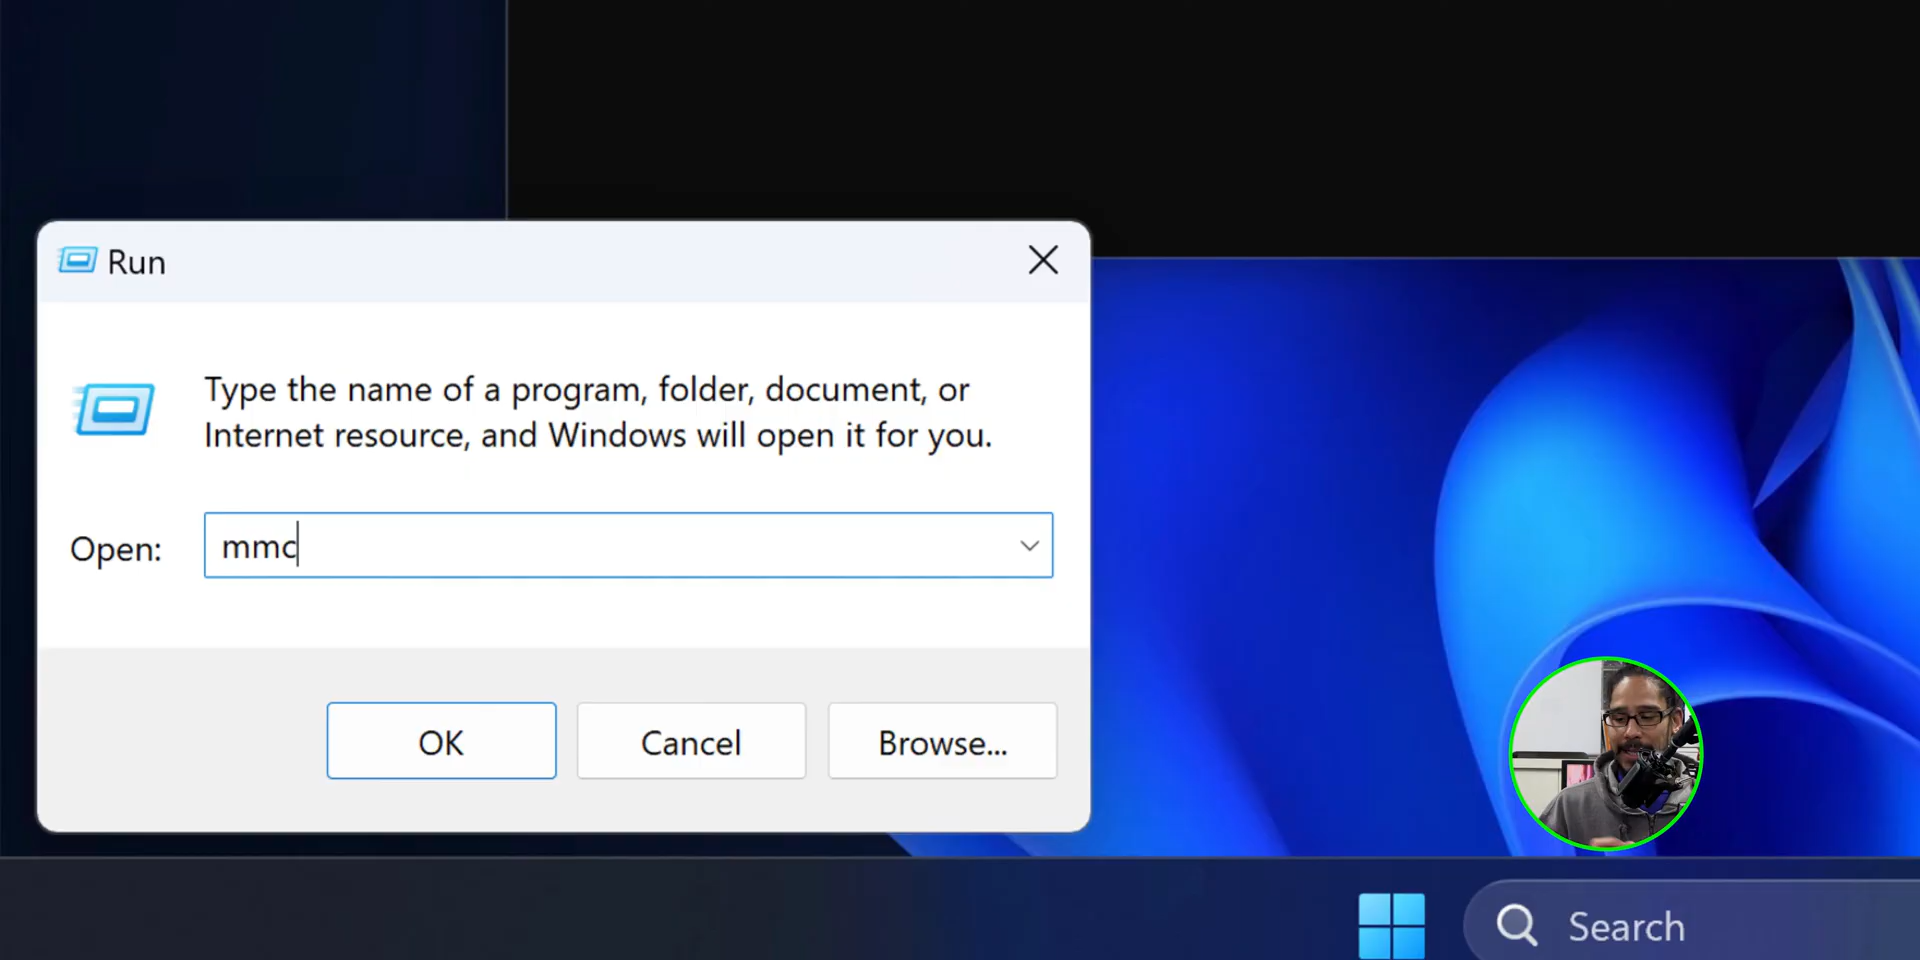 Run
Type the name of a program, folder, document, or
Internet resource, and Windows will open it for you.
Open: mmc
OK Cancel Browse...
Search